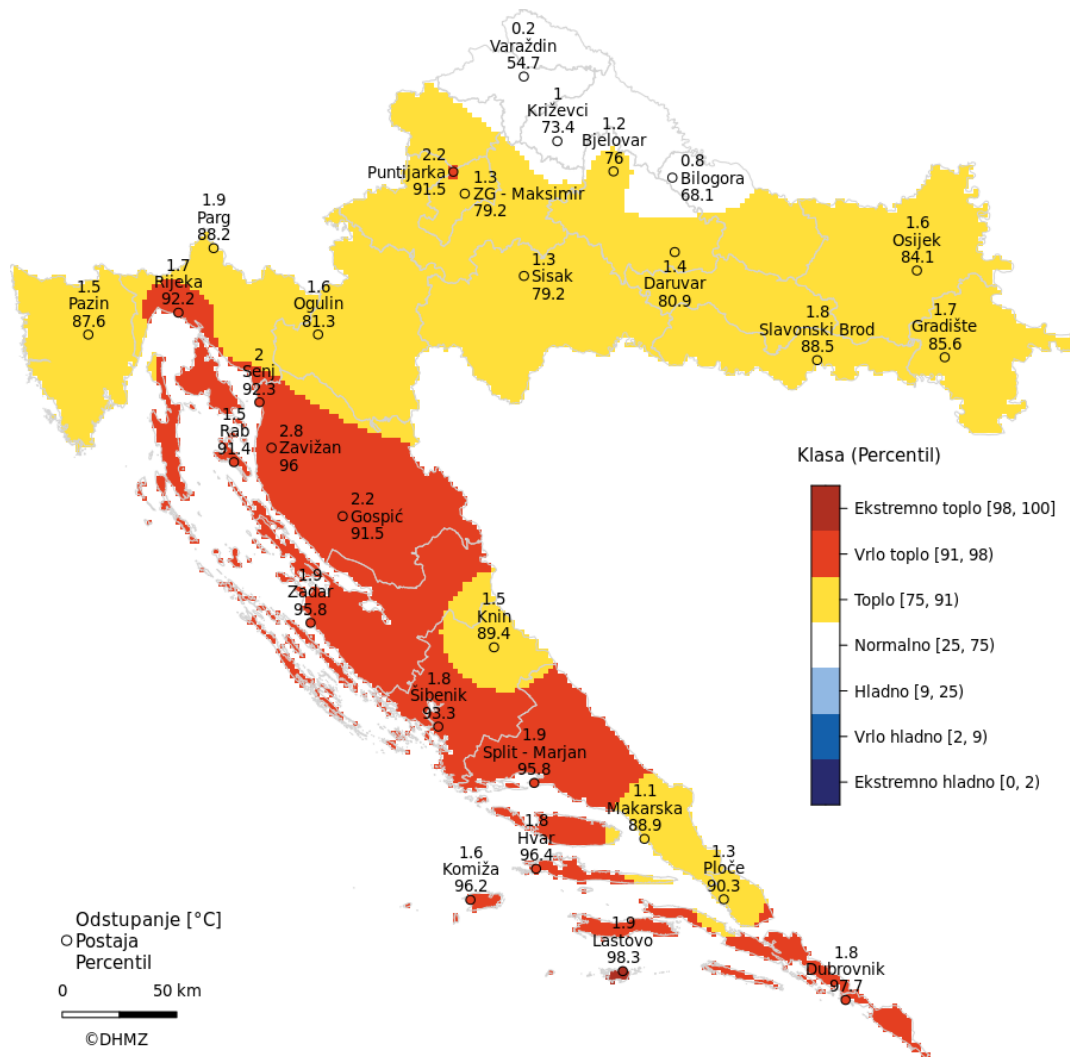 0.2
Varaždin
54.7
1
Križevci
73.4
1.2
Bjelovar
76
0.8
Bilogora
68.1
2.2
Puntijarka
91.5
1.3
ZG - Maksimir
79.2
1.9
Parg
88.2
1.6
Osijek
84.1
1.7
Rijeka
92.2
1.5
Pazin
87.6
1.6
Ogulin
81.3
1.3
Sisak
79.2
1.4
Daruvar
80.9
1.8
Slavonski Brod
88.5
1.7
Gradište
85.6
2
Senj
92.3
1.5
Rab
91.4
2.8
Zavižan
96
2.2
Gospić
91.5
1.9
Zadar
95.8
1.5
Knin
89.4
1.8
Šibenik
93.3
1.9
Split - Marjan
95.8
1.1
Makarska
88.9
1.8
Hvar
96.4
1.6
Komiža
96.2
1.3
Ploče
90.3
1.9
Lastovo
98.3
1.8
Dubrovnik
97.7
Klasa (Percentil)
Ekstremno toplo [98, 100]
Vrlo toplo [91, 98)
Toplo [75, 91)
Normalno [25, 75)
Hladno [9, 25)
Vrlo hladno [2, 9)
Ekstremno hladno [0, 2)
Odstupanje [°C]
Postaja
Percentil
0 50 km
©DHMZ